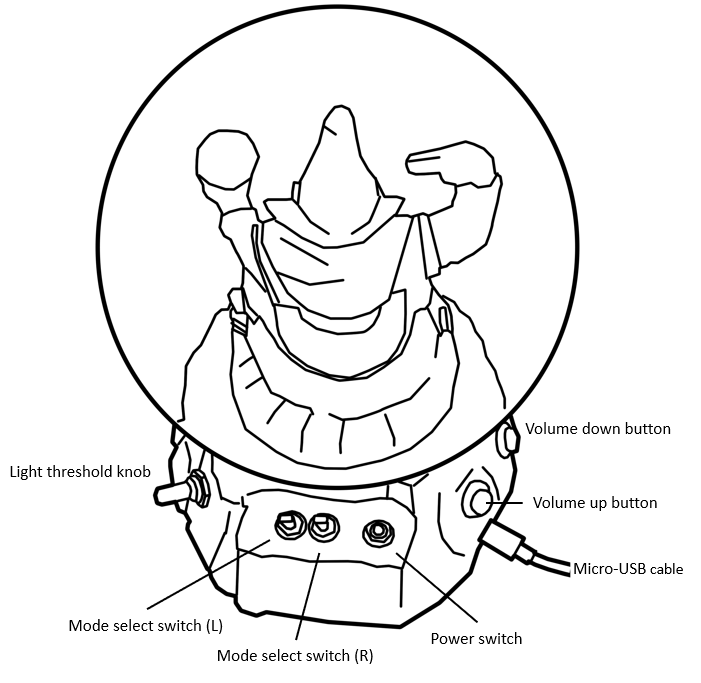 Volume down button
Light threshold knob
Volume up button
Micro-USB cable
Mode select switch (L)
Power switch
Mode select switch (R)